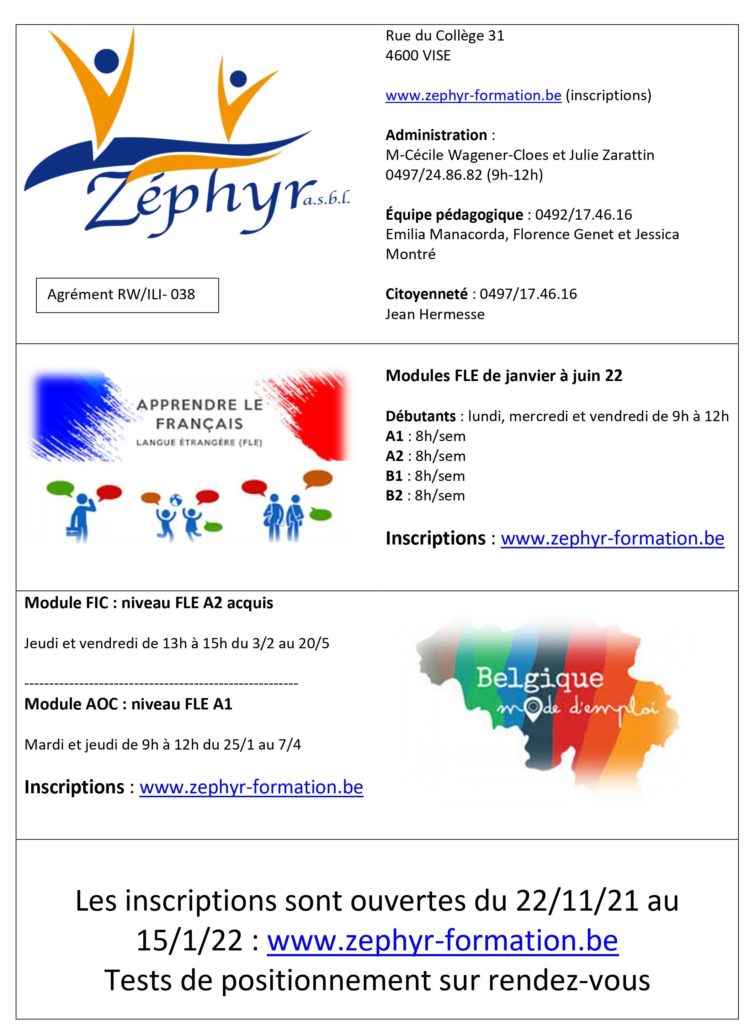 Zéphyr a.s.b.l.
Agrément RW/ILI- 038
Rue du Collège 31
4600 VISE
www.zephyr-formation.be (inscriptions)
Administration :
M-Cécile Wagener-Cloes et Julie Zarattin
0497/24.86.82 (9h-12h)
Équipe pédagogique : 0492/17.46.16
Emilia Manacorda, Florence Genet et Jessica
Montré
Citoyenneté : 0497/17.46.16
Jean Hermesse
APPRENDRE LE
FRANÇAIS
LANGUE ÉTRANGÈRE (FLE)
Modules FLE de janvier à juin 22
Débutants : lundi, mercredi et vendredi de 9h à 12h
A1 : 8h/sem
A2 : 8h/sem
B1 : 8h/sem
B2 : 8h/sem
Inscriptions : www.zephyr-formation.be
Module FIC : niveau FLE A2 acquis
Jeudi et vendredi de 13h à 15h du 3/2 au 20/5
-------------------------------------------------------
Module AOC : niveau FLE A1
Mardi et jeudi de 9h à 12h du 25/1 au 7/4
Inscriptions : www.zephyr-formation.be
Belgique
mode d'emploi
Les inscriptions sont ouvertes du 22/11/21 au
15/1/22 : www.zephyr-formation.be
Tests de positionnement sur rendez-vous